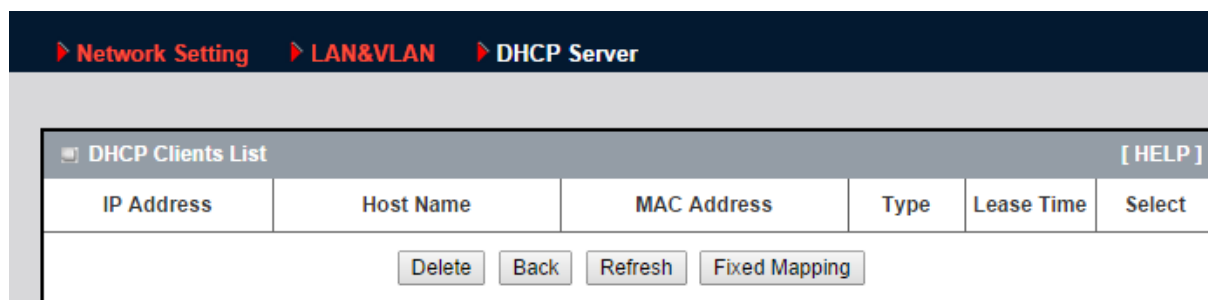 Network Setting LAN&VLAN DHCP Server
DHCP Clients List [ HELP ]
IP Address Host Name MAC Address Type Lease Time Select
Delete Back Refresh Fixed Mapping